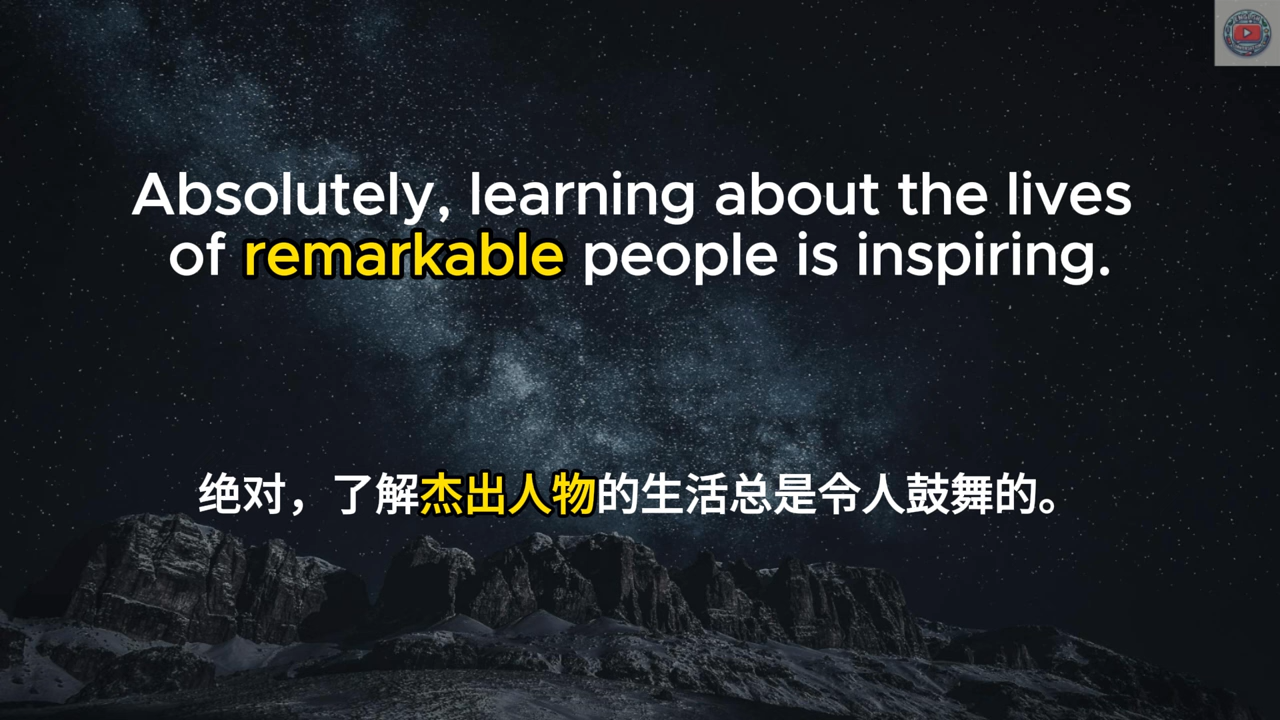 Absolutely, learning about the lives
of remarkable people is inspiring.
绝对，了解杰出人物的生活总是令人鼓舞的。